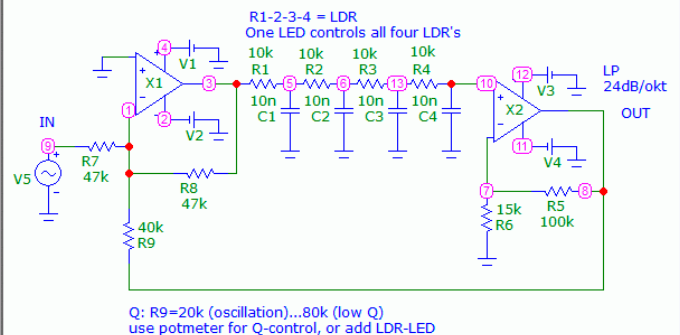 R1-2-3-4 = LDR
One LED controls all four LDR's
10k 10k 10k 10k
R1 R2 R3 R4
4 V1
X1
3 5 6 13 10
12 V3
LP
24dB/okt
OUT
10n 10n 10n 10n
C1 C2 C3 C4
X2
1
2 V2
11 V4
IN
9
V5
R7
47k
R8
47k
7
15k
R6
R5
100k
8
40k
R9
Q: R9=20k (oscillation)...80k (low Q)
use potmeter for Q-control, or add LDR-LED